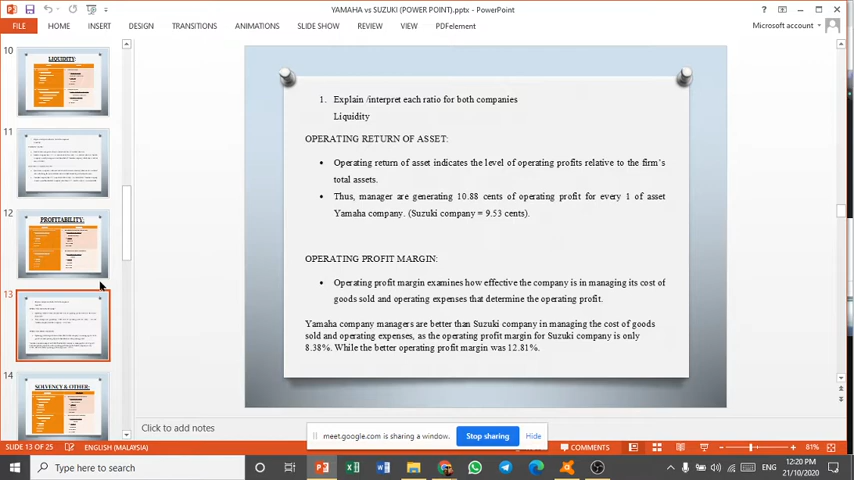 YAMAHA vs SUZUKI (POWER POINT).pptx - PowerPoint
FILE
HOME
INSERT
DESIGN
TRANSITIONS
ANIMATIONS
SLIDE SHOW
REVIEW
VIEW
PDFelement
Microsoft account
10
LIQUIDITY:
11
12
PROFITABILITY:
13
14
SOLVENCY & OTHER:
1. Explain /interpret each ratio for both companies
Liquidity
OPERATING RETURN OF ASSET:
• Operating return of asset indicates the level of operating profits relative to the firm's
total assets.
• Thus, manager are generating 10.88 cents of operating profit for every 1 of asset
Yamaha company. (Suzuki company = 9.53 cents).
OPERATING PROFIT MARGIN:
• Operating profit margin examines how effective the company is in managing its cost of
goods sold and operating expenses that determine the operating profit.
Yamaha company managers are better than Suzuki company in managing the cost of goods
sold and operating expenses, as the operating profit margin for Suzuki company is only
8.38%. While the better operating profit margin was 12.81%.
Click to add notes
meet.google.com is sharing a window.
Stop sharing
Hide
SLIDE 13 OF 25
ENGLISH (MALAYSIA)
COMMENTS
81%
Type here to search
ENG
12:20 PM
21/10/2020